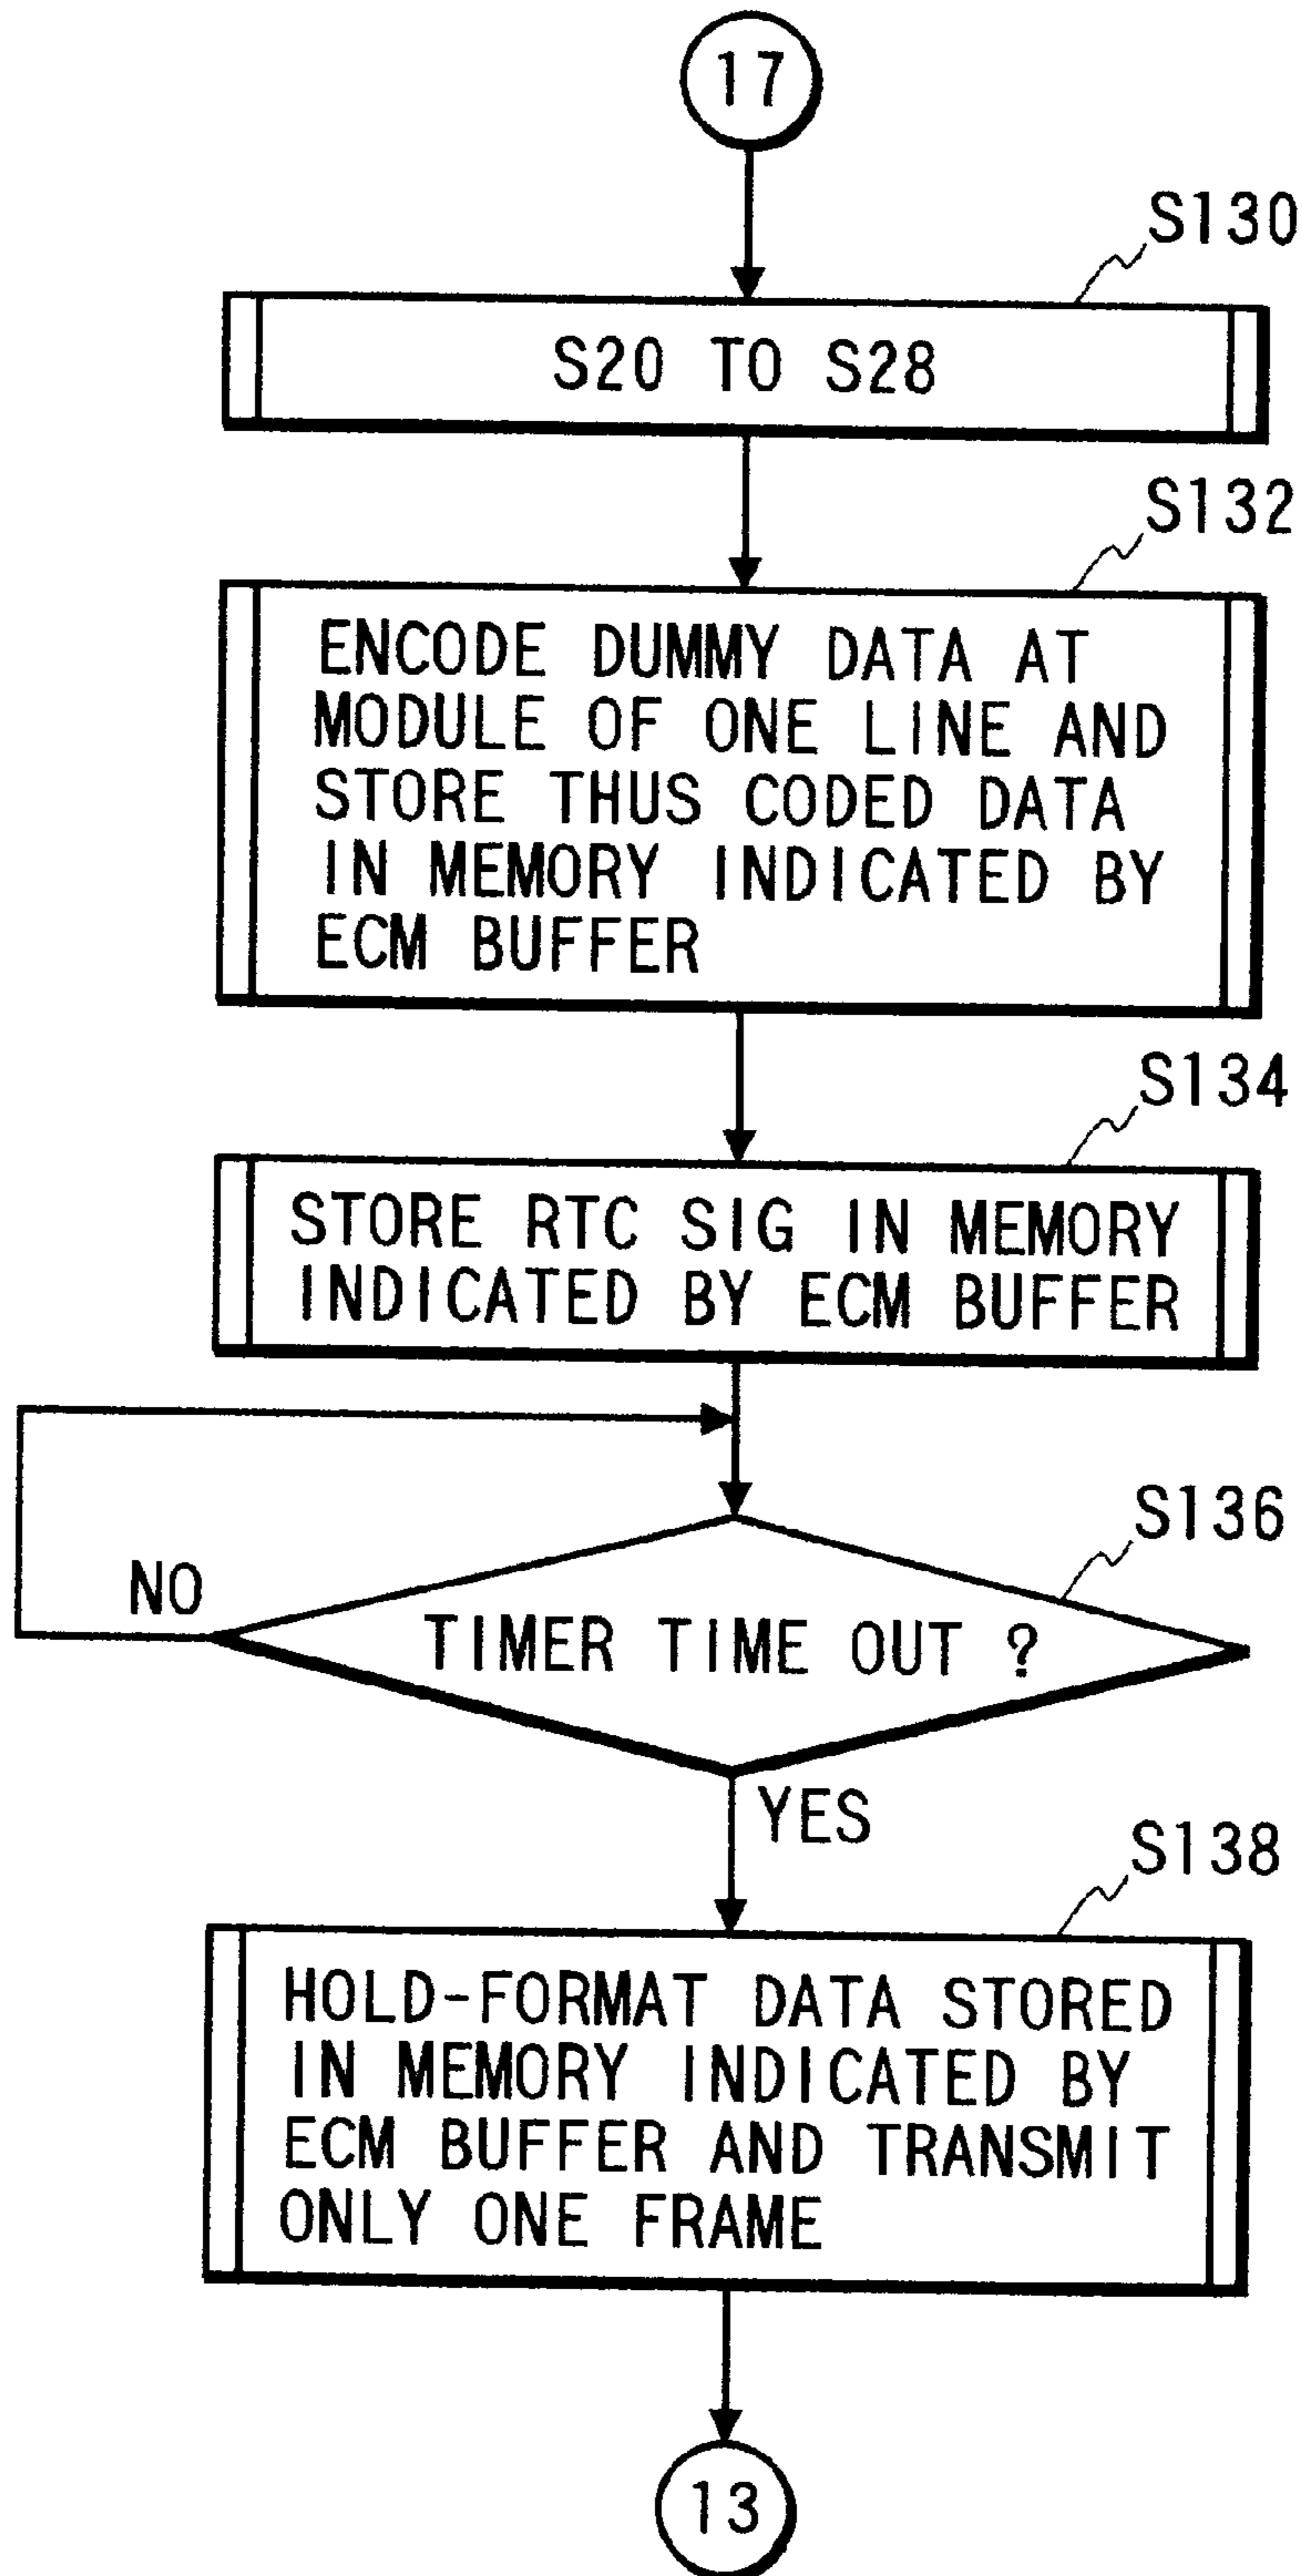 17
S130
S20 TO S28
S132
ENCODE DUMMY DATA AT
MODULE OF ONE LINE AND
STORE THUS CODED DATA
IN MEMORY INDICATED BY
ECM BUFFER
S134
STORE RTC SIG IN MEMORY
INDICATED BY ECM BUFFER
S136
NO
TIMER TIME OUT ?
YES
S138
HOLD-FORMAT DATA STORED
IN MEMORY INDICATED BY
ECM BUFFER AND TRANSMIT
ONLY ONE FRAME
13